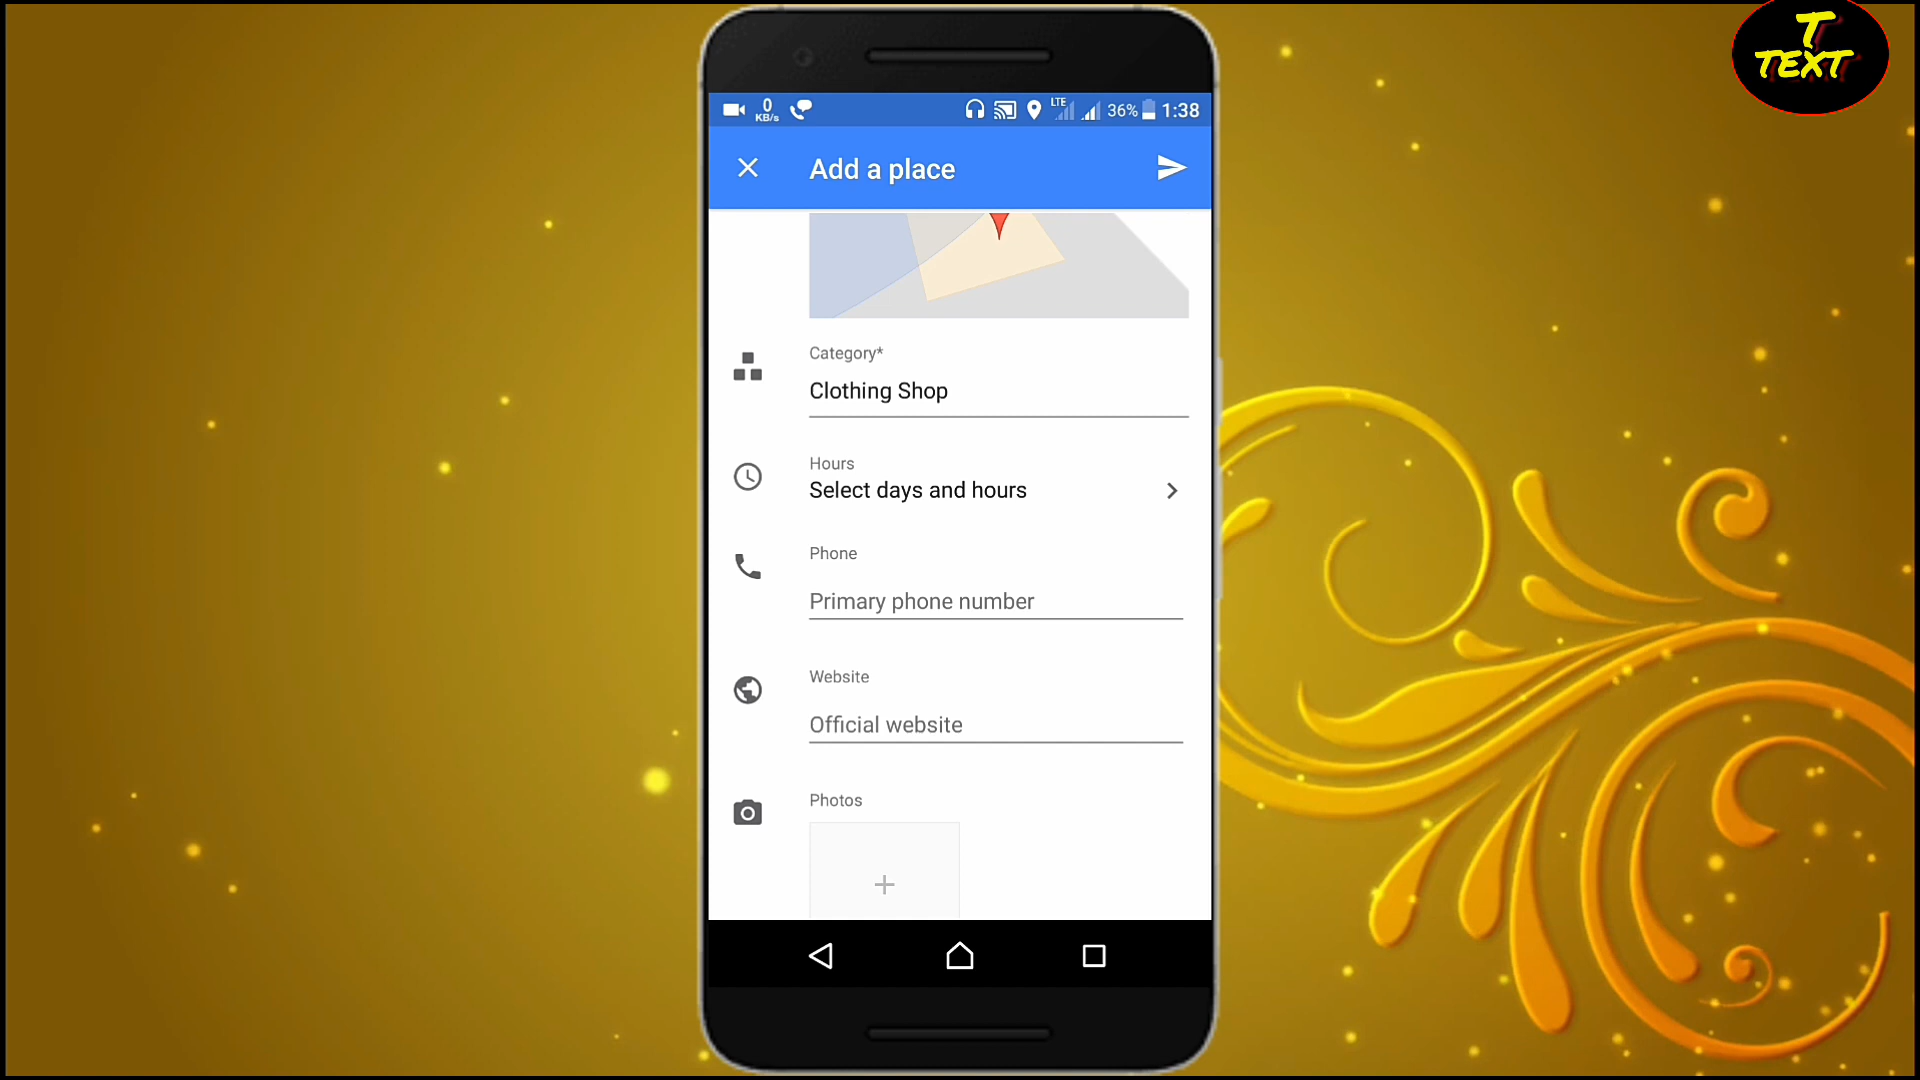 T
TEXT
0
KB/s
LTE
36%
1:38
Add a place
Category*
Clothing Shop
Hours
Select days and hours
Phone
Primary phone number
Website
Official website
Photos